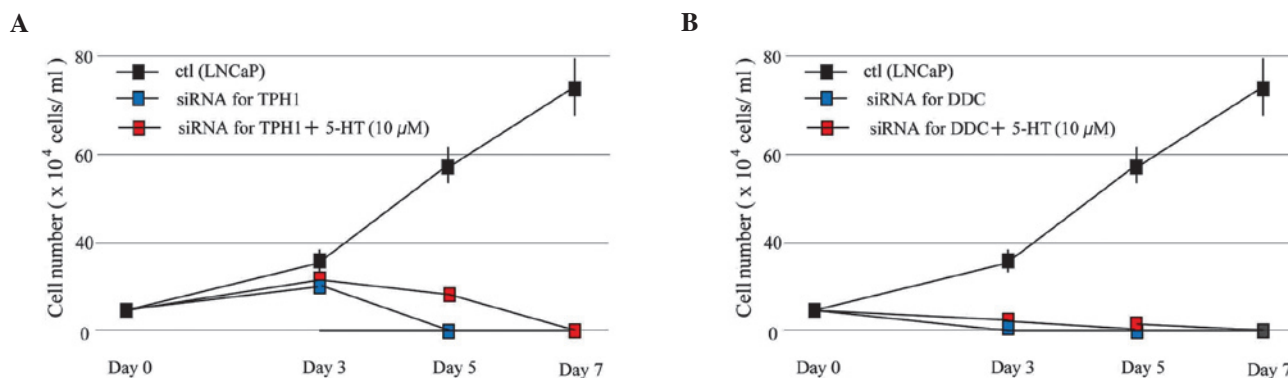 A
Cell number ( x 10⁴ cells/ ml )
80
60
40
0
ctl (LNCaP)
siRNA for TPH1
siRNA for TPH1+ 5-HT (10 μM)
Day 0 Day 3 Day 5 Day 7
B
Cell number ( x 10⁴ cells/ ml )
80
60
40
0
ctl (LNCaP)
siRNA for DDC
siRNA for DDC+ 5-HT (10 μM)
Day 0 Day 3 Day 5 Day 7